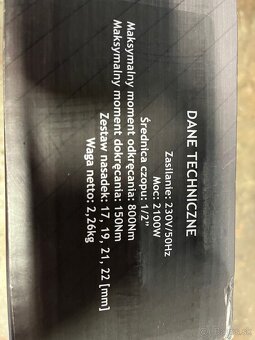 DANE TECHNICZNE
Zasilanie: 230V/50Hz
Moc: 2100W
Średnica czopu: 1/2"
Maksymalny moment odkręcania: 800Nm
Maksymalny moment dokręcania: 150Nm
Zestaw nasadek: 17, 19, 21, 22 [mm]
Waga netto: 2,26kg